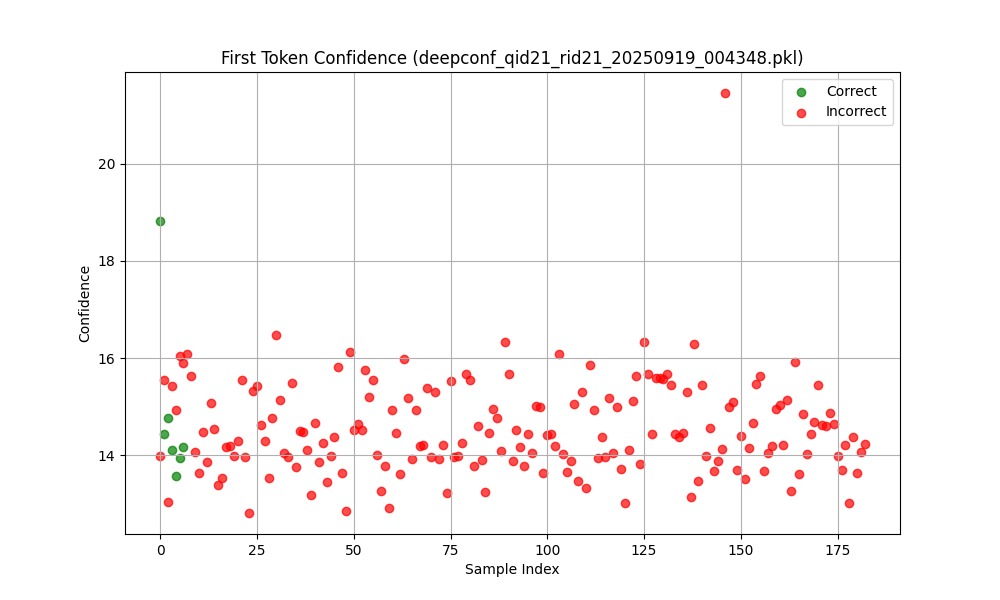 First Token Confidence (deepconf_qid21_rid21_20250919_004348.pkl)
Correct
Incorrect
20
18
16
14
Confidence
0 25 50 75 100 125 150 175
Sample Index